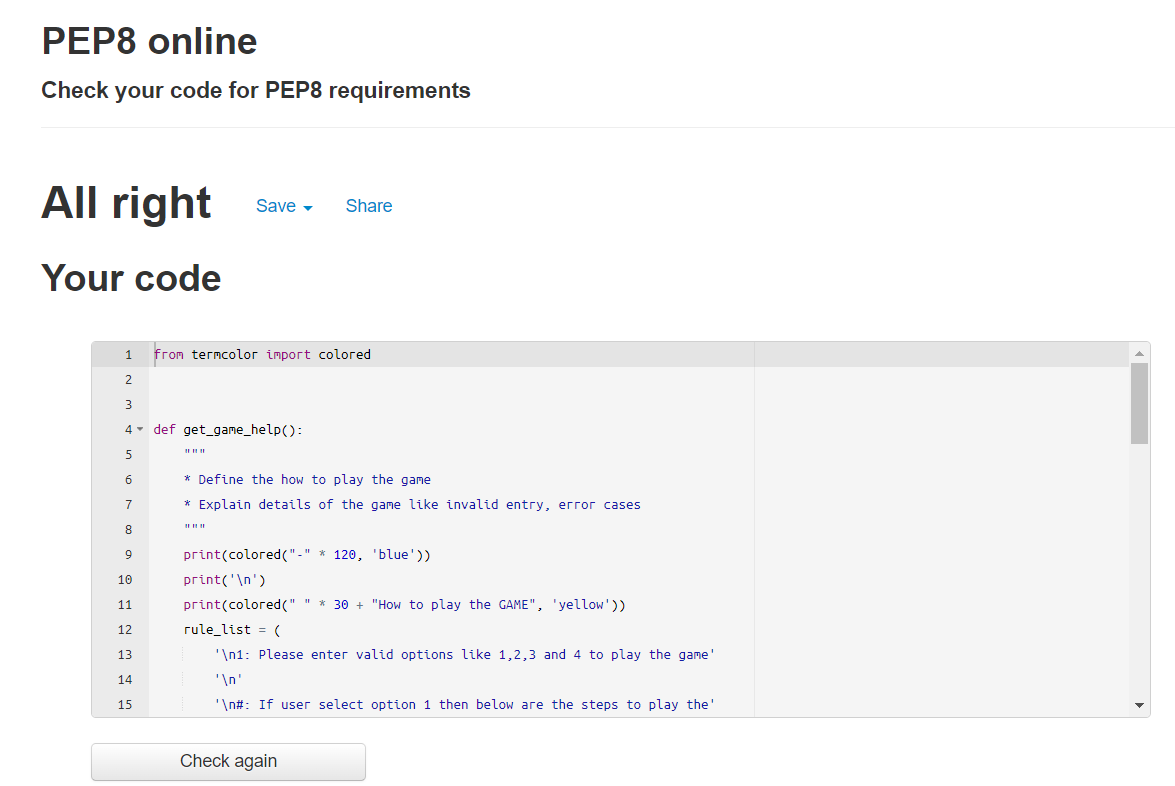 PEP8 online
Check your code for PEP8 requirements
All right Save Share
Your code
1 from termcolor import colored
2
3
4 def get_game_help():
5 """
6 * Define the how to play the game
7 * Explain details of the game like invalid entry, error cases
8 """
9 print(colored("-" * 120, 'blue'))
10 print('\n')
11 print(colored(" " * 30 + "How to play the GAME", 'yellow'))
12 rule_list = (
13 '\n1: Please enter valid options like 1,2,3 and 4 to play the game'
14 '\n'
15 '\n#: If user select option 1 then below are the steps to play the'
Check again